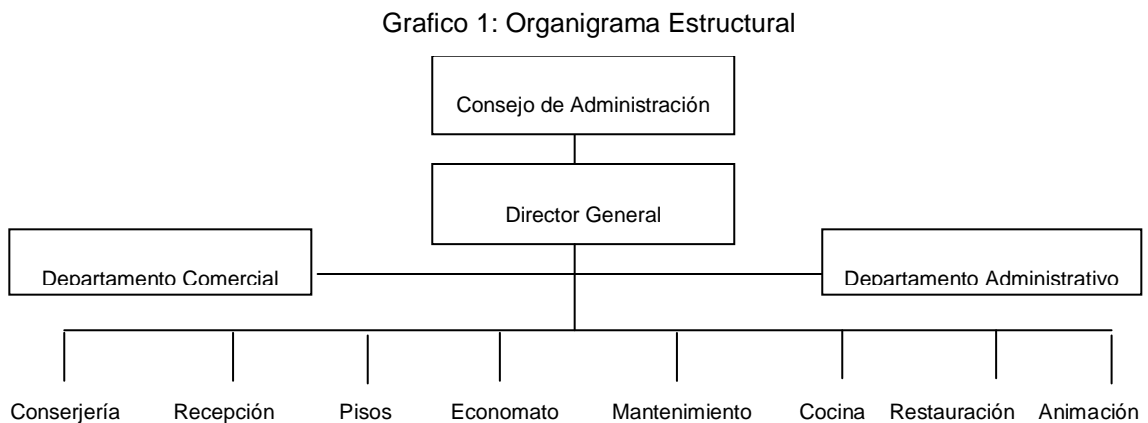 Grafico 1: Organigrama Estructural
Consejo de Administración
Director General
Departamento Comercial
Departamento Administrativo
Conserjería Recepción Pisos Economato Mantenimiento Cocina Restauración Animación